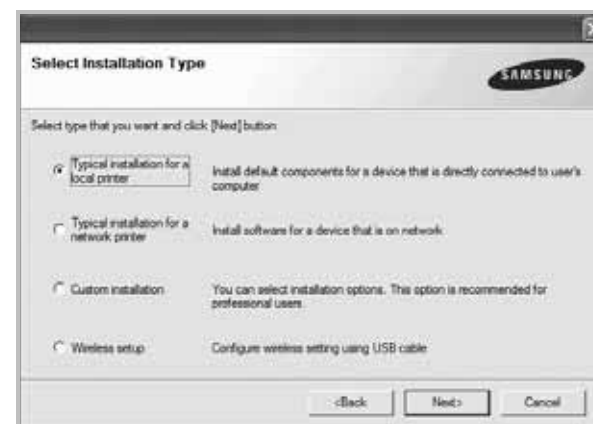 Select Installation Type
SAMSUNG
Select type that you want and click [Next] button
Typical installation for a
local printer
Install default components for a device that is directly connected to user's
computer
Typical installation for a
network printer
Install software for a device that is on network
Custom installation
You can select installation options. This option is recommended for
professional users.
Wireless setup
Configure wireless setting using USB cable
<Back
Next>
Cancel